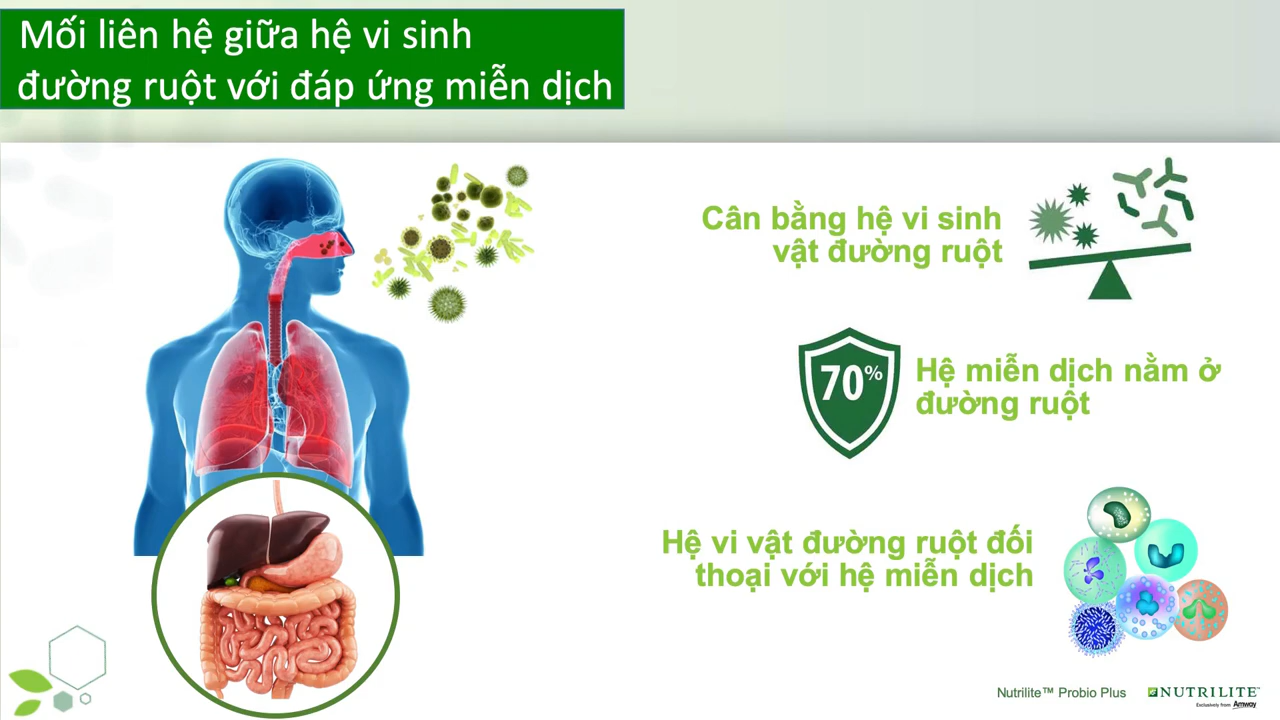 Mối liên hệ giữa hệ vi sinh
đường ruột với đáp ứng miễn dịch
Cân bằng hệ vi sinh
vật đường ruột
70%
Hệ miễn dịch nằm ở
đường ruột
Hệ vi vật đường ruột đối
thoại với hệ miễn dịch
Nutrilite™ Probio Plus
NUTRILITE™
Exclusively from Amway